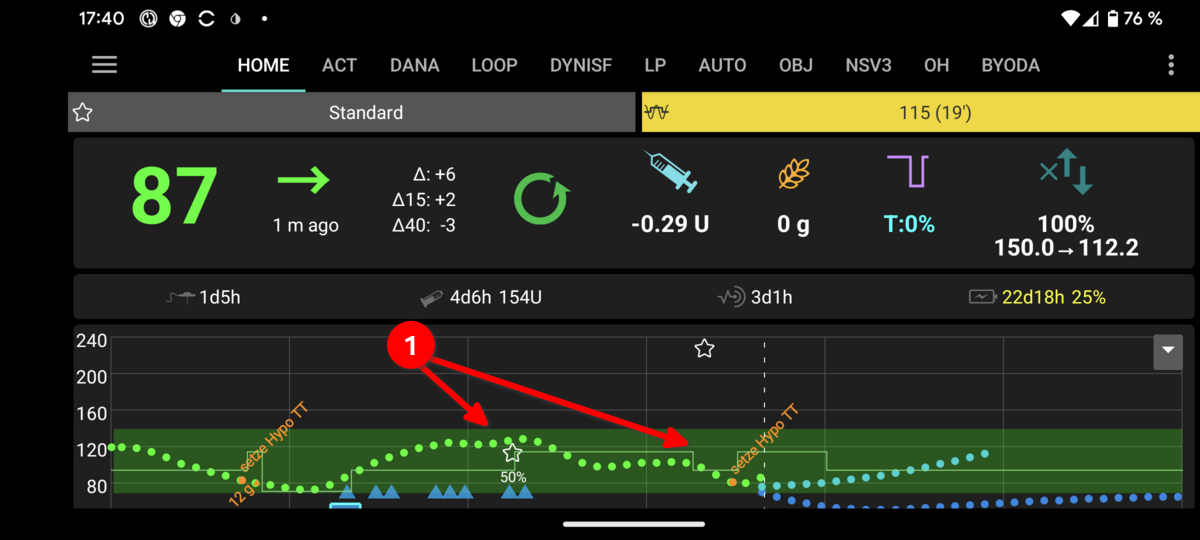 17:40
76 %
HOME ACT DANA LOOP DYNISF LP AUTO OBJ NSV3 OH BYODA
Standard
115 (19')
87
1 m ago
Δ: +6
Δ15: +2
Δ40: -3
-0.29 U
0 g
T:0%
100%
150.0→112.2
1d5h
4d6h 154U
3d1h
22d18h 25%
1
240
200
160
120
80
setze Hypo TT
12 g
50%
setze Hypo TT